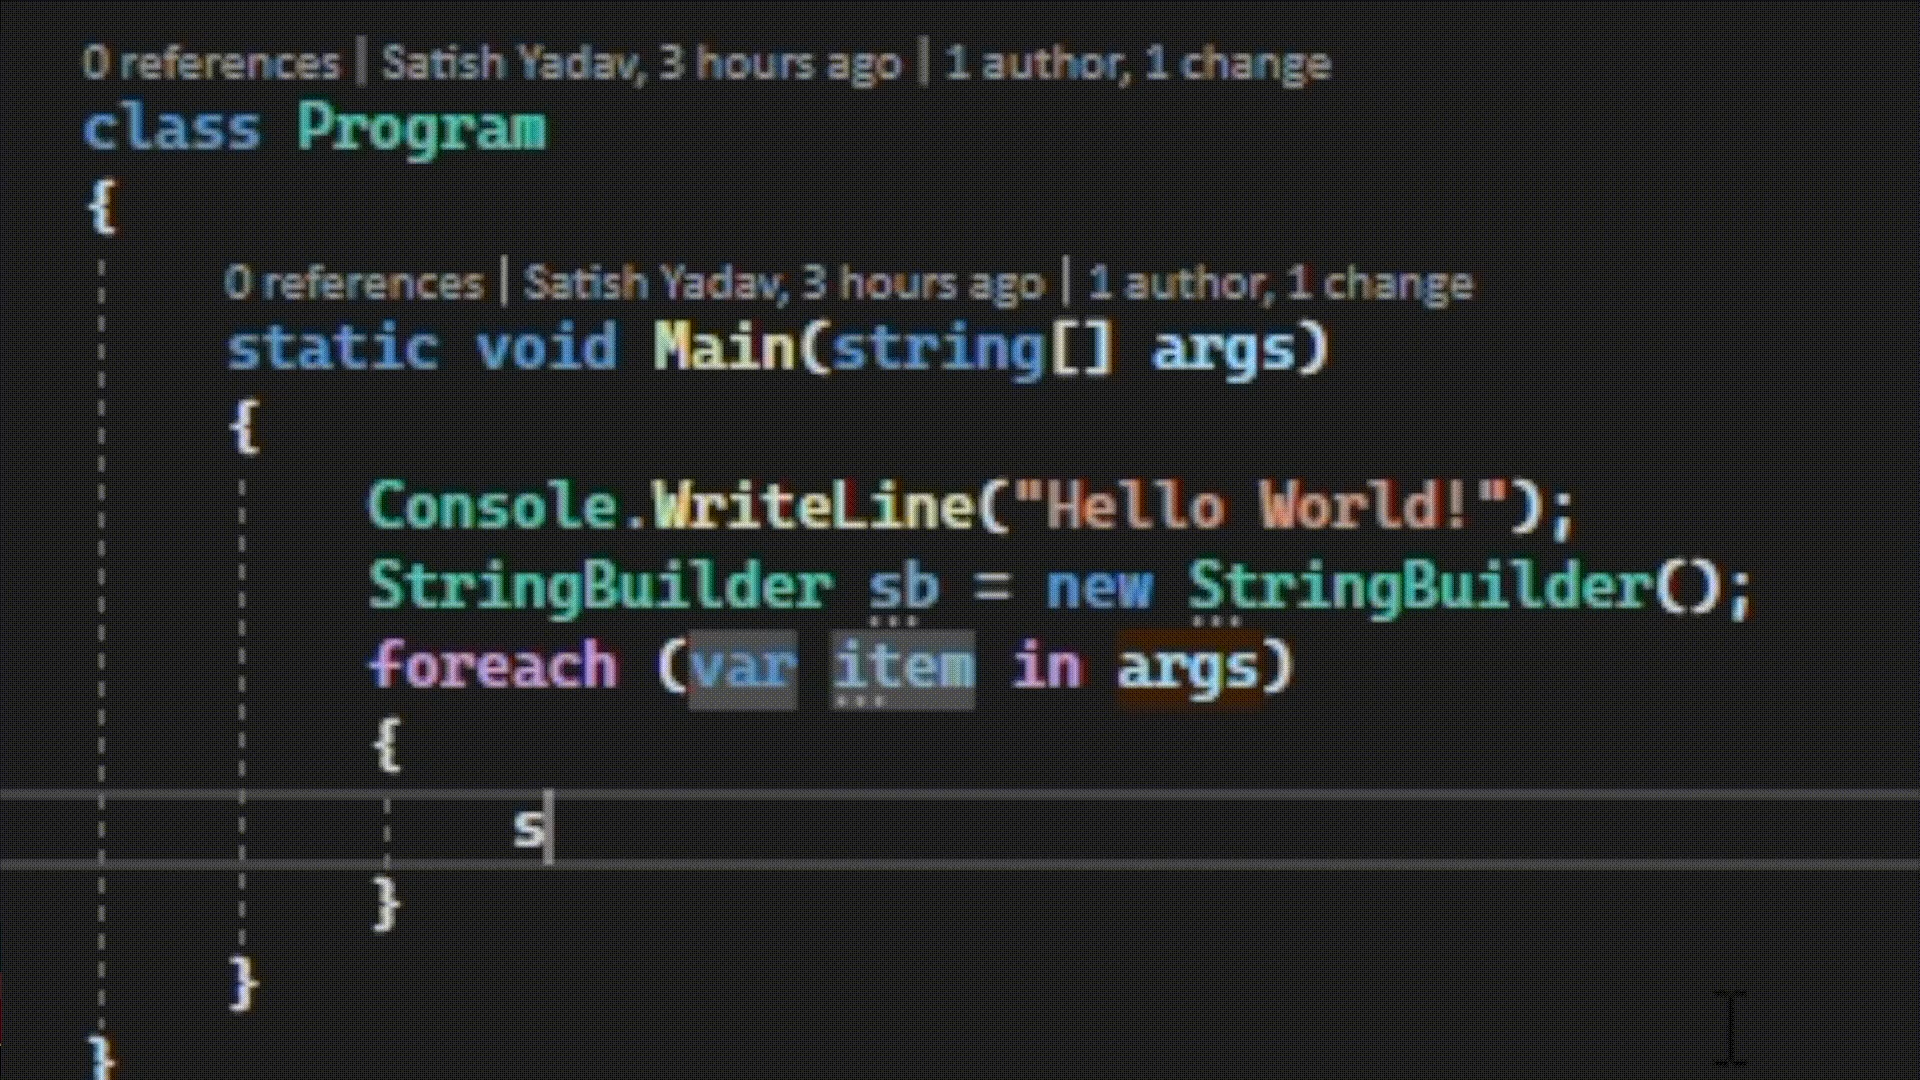 0 references | Satish Yadav, 3 hours ago | 1 author, 1 change
class Program
{
0 references | Satish Yadav, 3 hours ago | 1 author, 1 change
static void Main(string[] args)
{
Console.WriteLine("Hello World!");
StringBuilder sb = new StringBuilder();
foreach (var item in args)
{
s
}
}
}